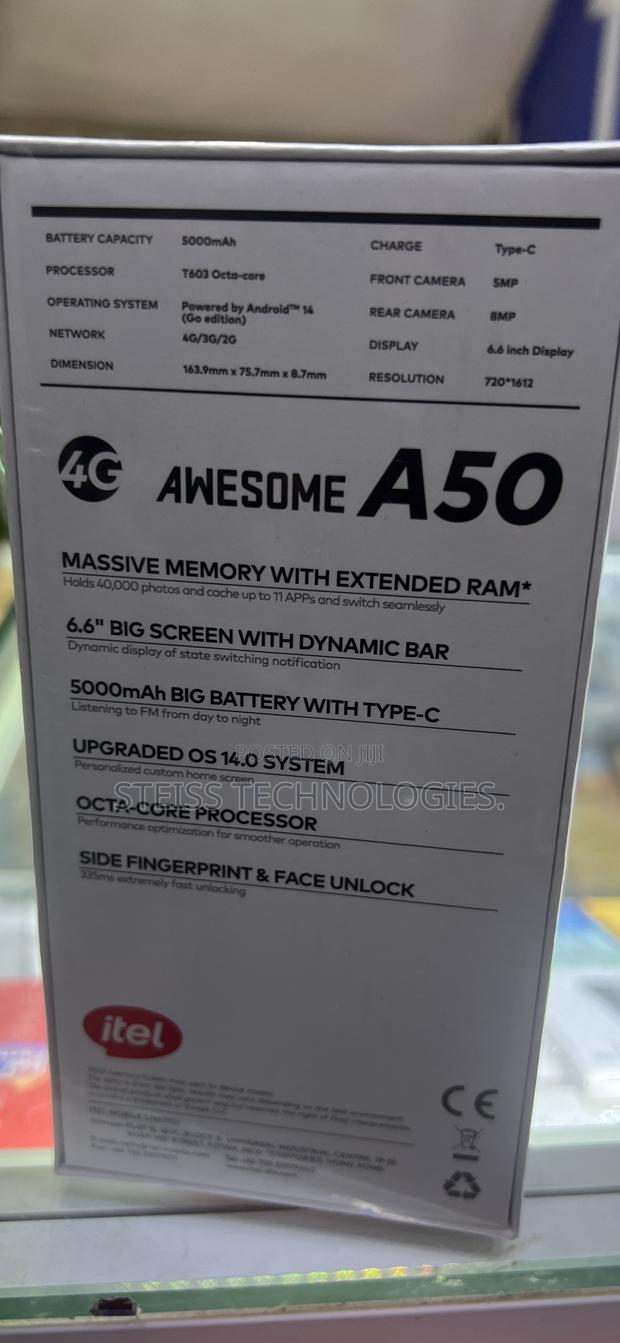 BATTERY CAPACITY 5000mAh
PROCESSOR T603 Octa-core
OPERATING SYSTEM Powered by Android™ 14
(Go edition)
NETWORK 4G/3G/2G
DIMENSION 163.9mm x 75.7mm x 8.7mm
CHARGE Type-C
FRONT CAMERA 5MP
REAR CAMERA 8MP
DISPLAY 6.6 inch Display
RESOLUTION 720*1612
4G AWESOME A50
MASSIVE MEMORY WITH EXTENDED RAM*
Holds 40,000 photos and cache up to 11 APPs and switch seamlessly
6.6" BIG SCREEN WITH DYNAMIC BAR
Dynamic display of state switching notification
5000mAh BIG BATTERY WITH TYPE-C
Listening to FM from day to night
UPGRADED OS 14.0 SYSTEM
Personalized custom home screen
POSTED ON JIJI
STEISS TECHNOLOGIES.
OCTA-CORE PROCESSOR
Performance optimization for smoother operation
SIDE FINGERPRINT & FACE UNLOCK
335ms extremely fast unlocking
itel
ITEL MOBILE LIMITED
CE